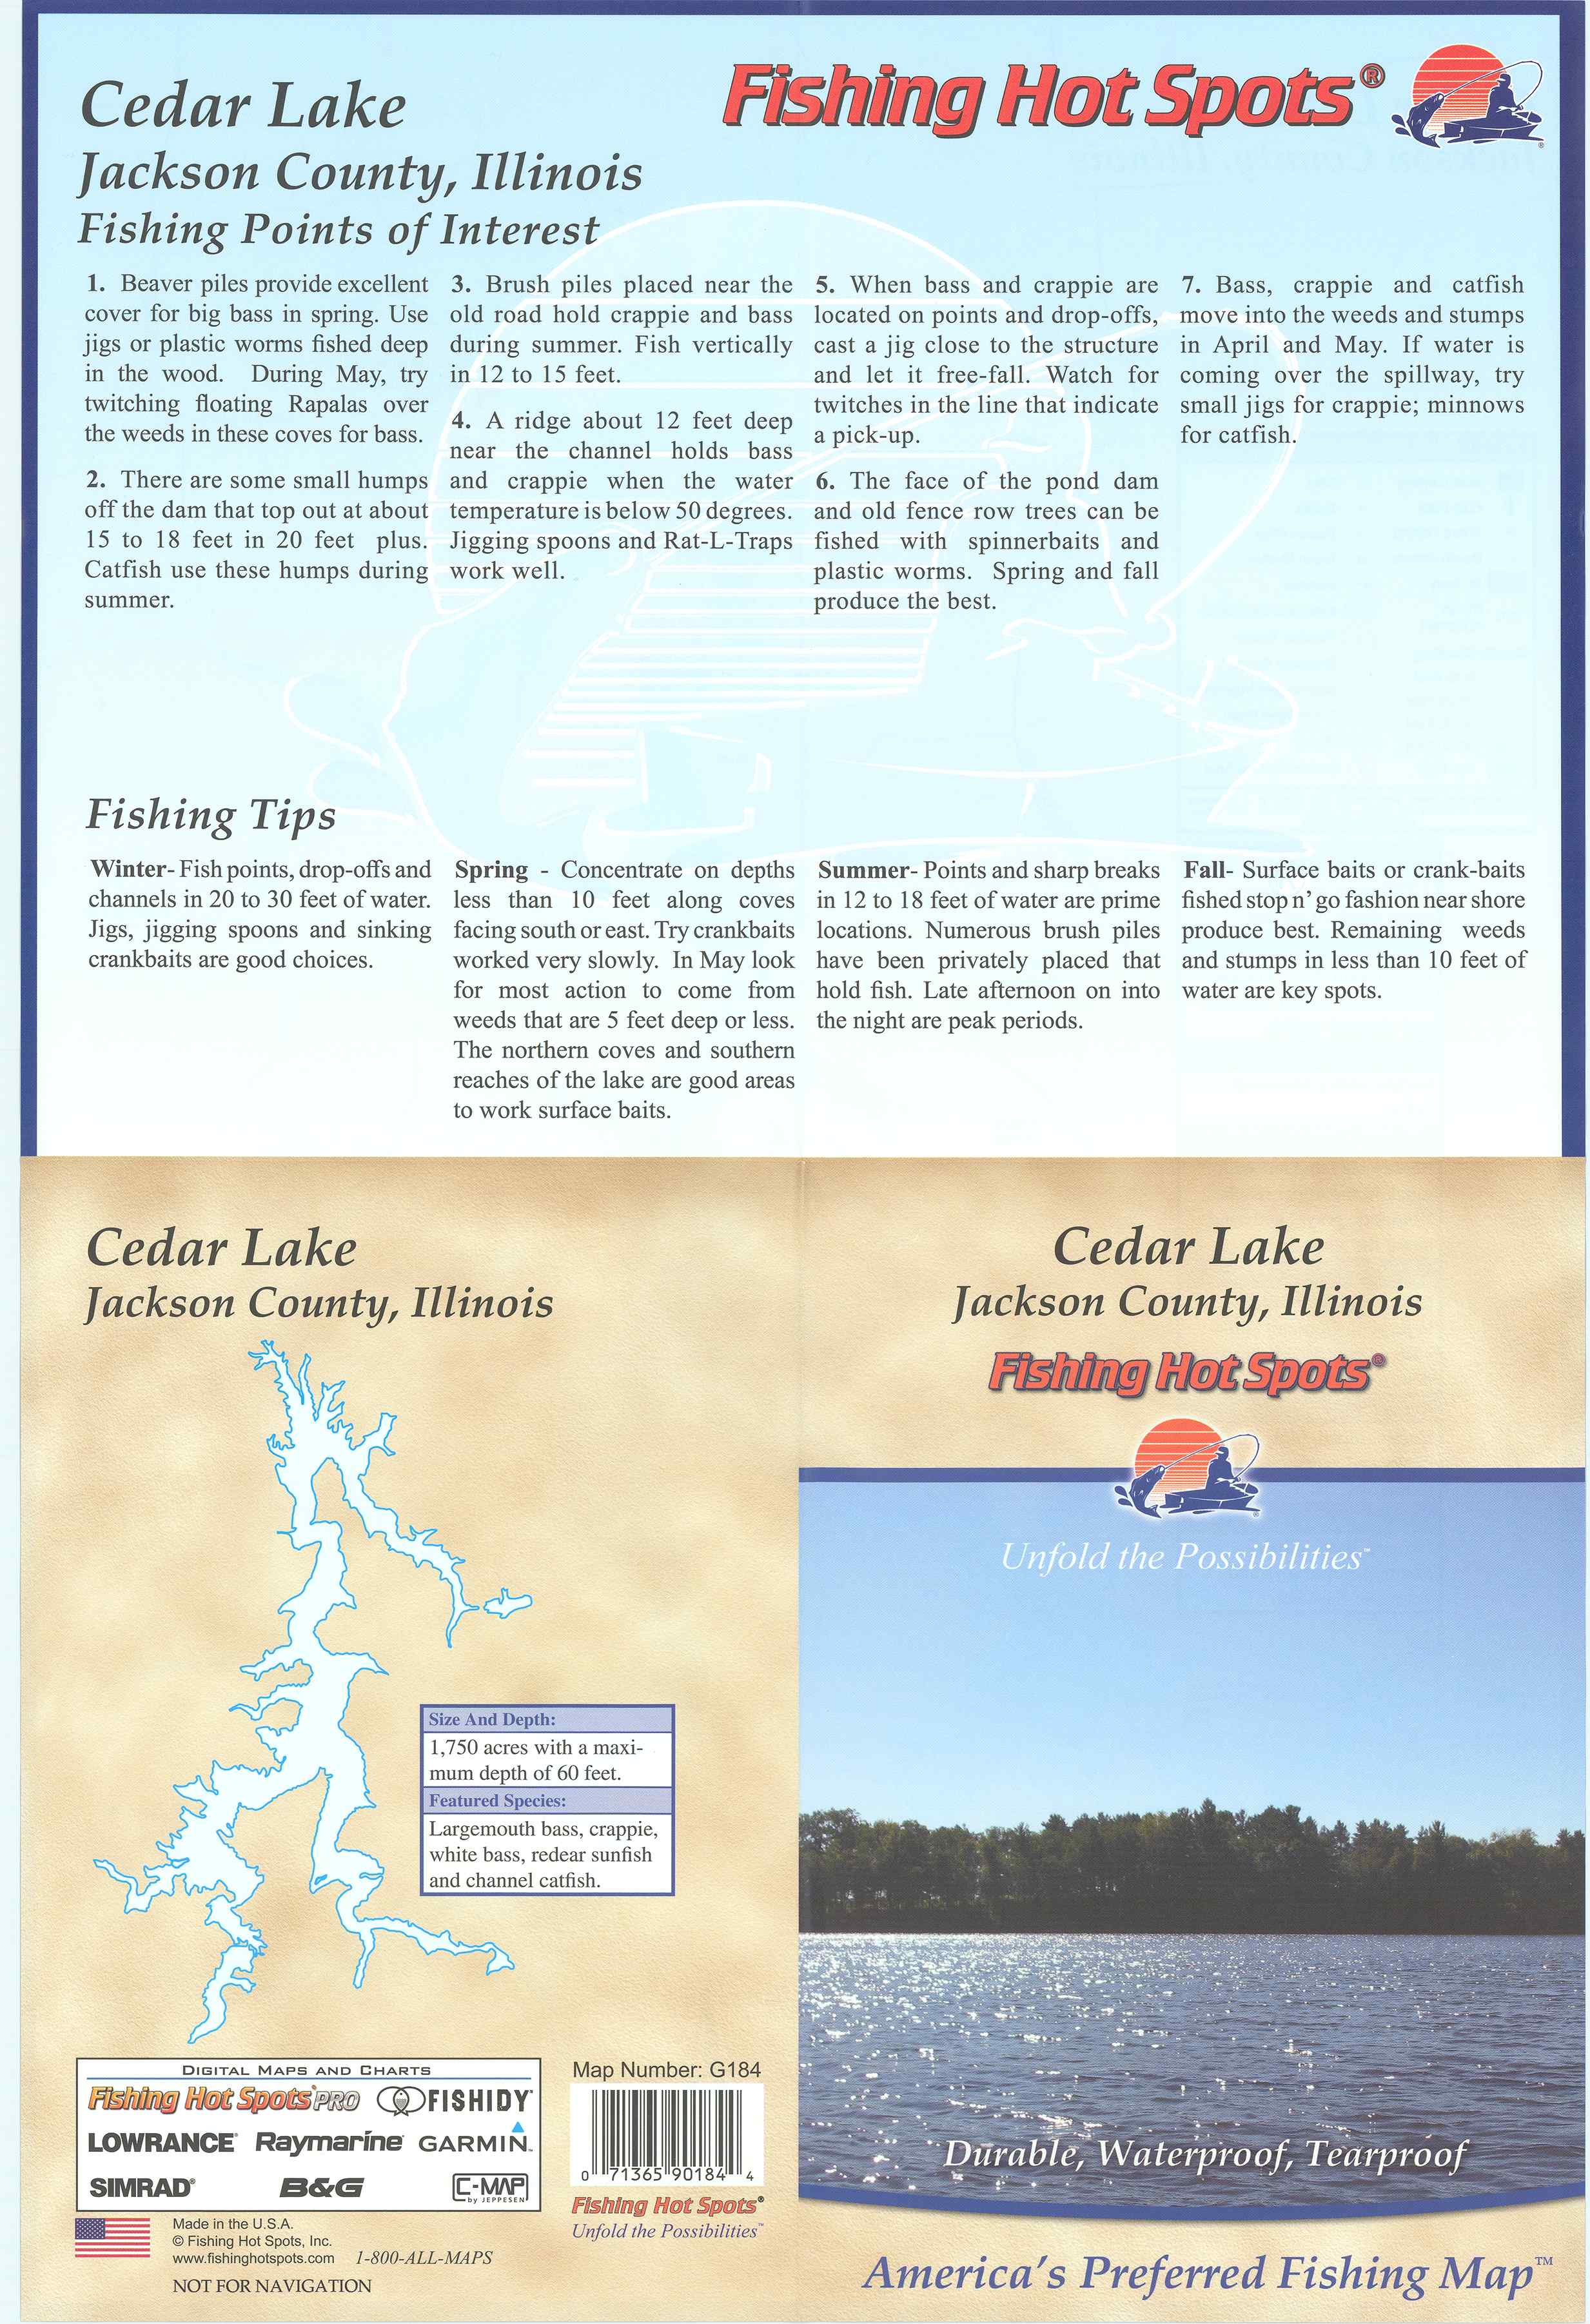 Cedar Lake
Jackson County, Illinois
Fishing Points of Interest
Fishing Hot Spots®
1. Beaver piles provide excellent
cover for big bass in spring. Use
jigs or plastic worms fished deep
in the wood. During May, try
twitching floating Rapalas over
the weeds in these coves for bass.
2. There are some small humps
off the dam that top out at about
15 to 18 feet in 20 feet plus.
Catfish use these humps during
summer.
3. Brush piles placed near the
old road hold crappie and bass
during summer. Fish vertically
in 12 to 15 feet.
4. A ridge about 12 feet deep
near the channel holds bass
and crappie when the water
temperature is below 50 degrees.
Jigging spoons and Rat-L-Traps
work well.
5. When bass and crappie are
located on points and drop-offs,
cast a jig close to the structure
and let it free-fall. Watch for
twitches in the line that indicate
a pick-up.
6. The face of the pond dam
and old fence row trees can be
fished with spinnerbaits and
plastic worms. Spring and fall
produce the best.
7. Bass, crappie and catfish
move into the weeds and stumps
in April and May. If water is
coming over the spillway, try
small jigs for crappie; minnows
for catfish.
Fishing Tips
Winter- Fish points, drop-offs and
channels in 20 to 30 feet of water.
Jigs, jigging spoons and sinking
crankbaits are good choices.
Spring - Concentrate on depths
less than 10 feet along coves
facing south or east. Try crankbaits
worked very slowly. In May look
for most action to come from
weeds that are 5 feet deep or less.
The northern coves and southern
reaches of the lake are good areas
to work surface baits.
Summer- Points and sharp breaks
in 12 to 18 feet of water are prime
locations. Numerous brush piles
have been privately placed that
hold fish. Late afternoon on into
the night are peak periods.
Fall- Surface baits or crank-baits
fished stop n' go fashion near shore
produce best. Remaining weeds
and stumps in less than 10 feet of
water are key spots.
Cedar Lake
Jackson County, Illinois
Size And Depth:
1,750 acres with a maxi-
mum depth of 60 feet.
Featured Species:
Largemouth bass, crappie,
white bass, redear sunfish
and channel catfish.
DIGITAL MAPS AND CHARTS
Fishing Hot Spots® PRO FISHIDY
LOWRANCE Raymarine GARMIN
SIMRAD® B&G C-MAP
by JEPPESEN
Made in the U.S.A.
© Fishing Hot Spots, Inc.
www.fishinghotspots.com 1-800-ALL-MAPS
NOT FOR NAVIGATION
Map Number: G184
0 71365 90184 4
Fishing Hot Spots®
Unfold the Possibilities™
Cedar Lake
Jackson County, Illinois
Fishing Hot Spots®
Unfold the Possibilities™
Durable, Waterproof, Tearproof
America's Preferred Fishing Map™